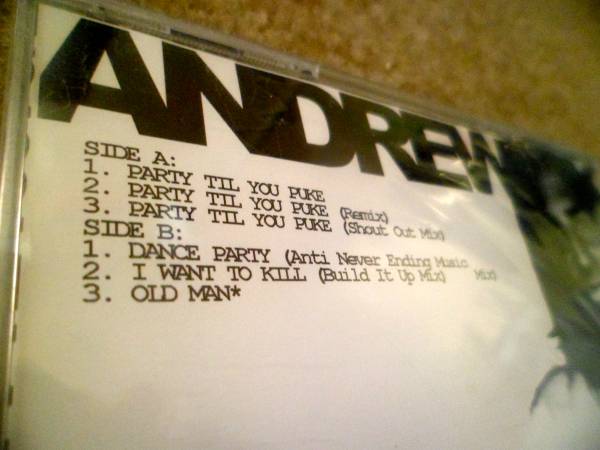 ANDREW
SIDE A:
1. PARTY TIL YOU PUKE
2. PARTY TIL YOU PUKE (Remix)
3. PARTY TIL YOU PUKE (Shout Out Mix)
SIDE B:
1. DANCE PARTY (Anti Never Ending Music
Mix)
2. I WANT TO KILL (Build It Up Mix)
3. OLD MAN*